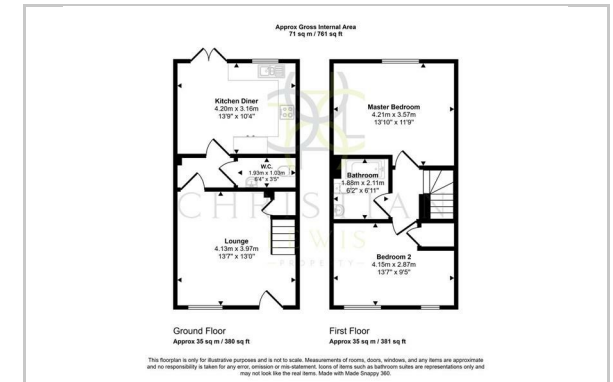 Approx Gross Internal Area
71 sq m / 761 sq ft
Kitchen Diner
4.20m x 3.16m
13'9" x 10'4"
W.C.
1.93m x 1.03m
6'4" x 3'5"
Lounge
4.13m x 3.97m
13'7" x 13'0"
Master Bedroom
4.21m x 3.57m
13'10" x 11'9"
Bathroom
1.88m x 2.11m
6'2" x 6'11"
Bedroom 2
4.15m x 2.87m
13'7" x 9'5"
CHRISTIAN
LEWIS
PROPERTY
Ground Floor
Approx 35 sq m / 380 sq ft
First Floor
Approx 35 sq m / 381 sq ft
This floorplan is only for illustrative purposes and is not to scale. Measurements of rooms, doors, windows, and any items are approximate
and no responsibility is taken for any error, omission or mis-statement. Icons of items such as bathroom suites are representations only and
may not look like the real items. Made with Made Snappy 360.